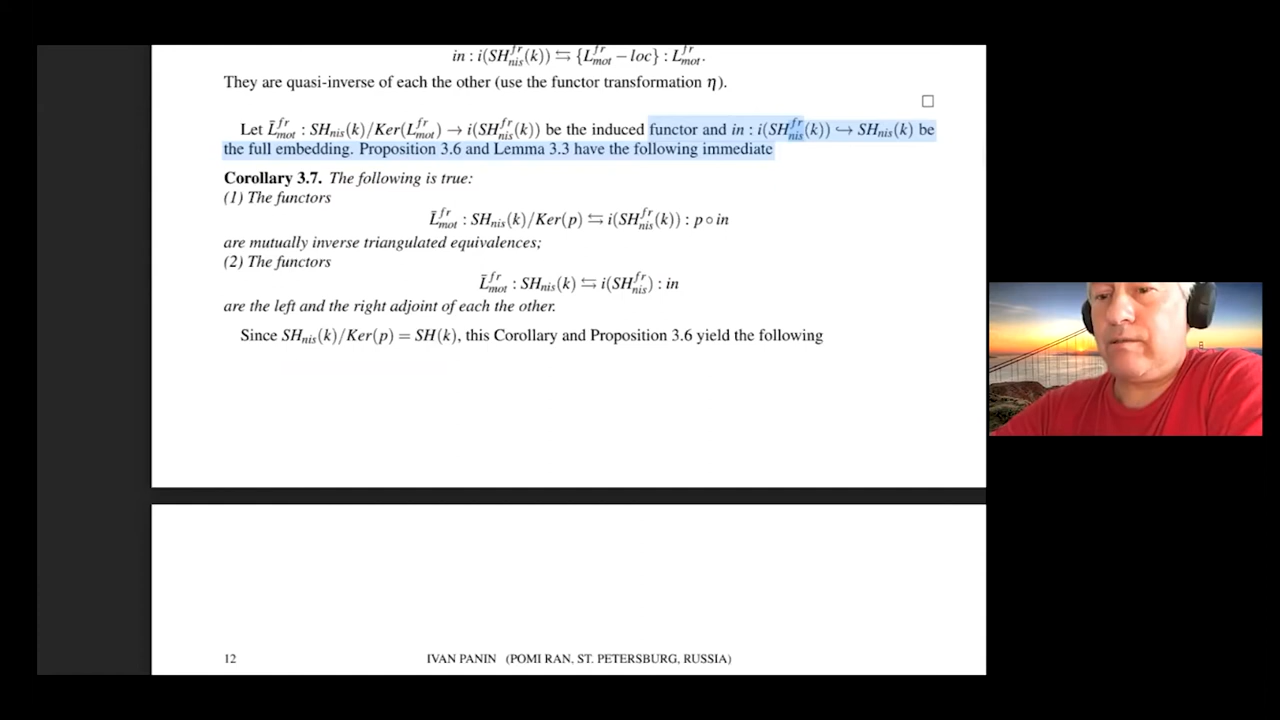 in : i(SH^{fr}_{nis}(k)) ⇆ {L^{fr}_{mot} − loc} : L^{fr}_{mot}.
They are quasi-inverse of each the other (use the functor transformation η).
□
Let L̄^{fr}_{mot} : SH_{nis}(k)/Ker(L^{fr}_{mot}) → i(SH^{fr}_{nis}(k)) be the induced functor and in : i(SH^{fr}_{nis}(k)) ↪ SH_{nis}(k) be
the full embedding. Proposition 3.6 and Lemma 3.3 have the following immediate
Corollary 3.7. The following is true:
(1) The functors
L̄^{fr}_{mot} : SH_{nis}(k)/Ker(p) ⇆ i(SH^{fr}_{nis}(k)) : p ∘ in
are mutually inverse triangulated equivalences;
(2) The functors
L̄^{fr}_{mot} : SH_{nis}(k) ⇆ i(SH^{fr}_{nis}) : in
are the left and the right adjoint of each the other.
Since SH_{nis}(k)/Ker(p) = SH(k), this Corollary and Proposition 3.6 yield the following
12 IVAN PANIN (POMI RAN, ST. PETERSBURG, RUSSIA)